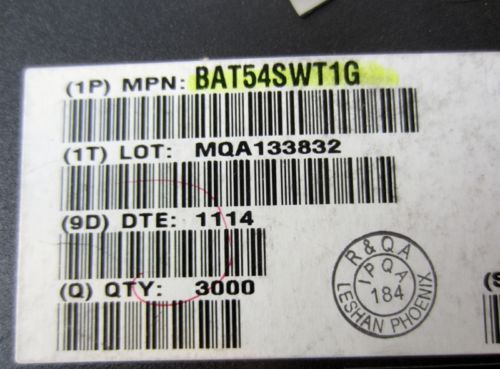 (1P) MPN: BAT54SWT1G
(1T) LOT: MQA133832
(9D) DTE: 1114
(Q) QTY: 3000
R & QA
IPQA
184
LESHAN PHOENIX
(S